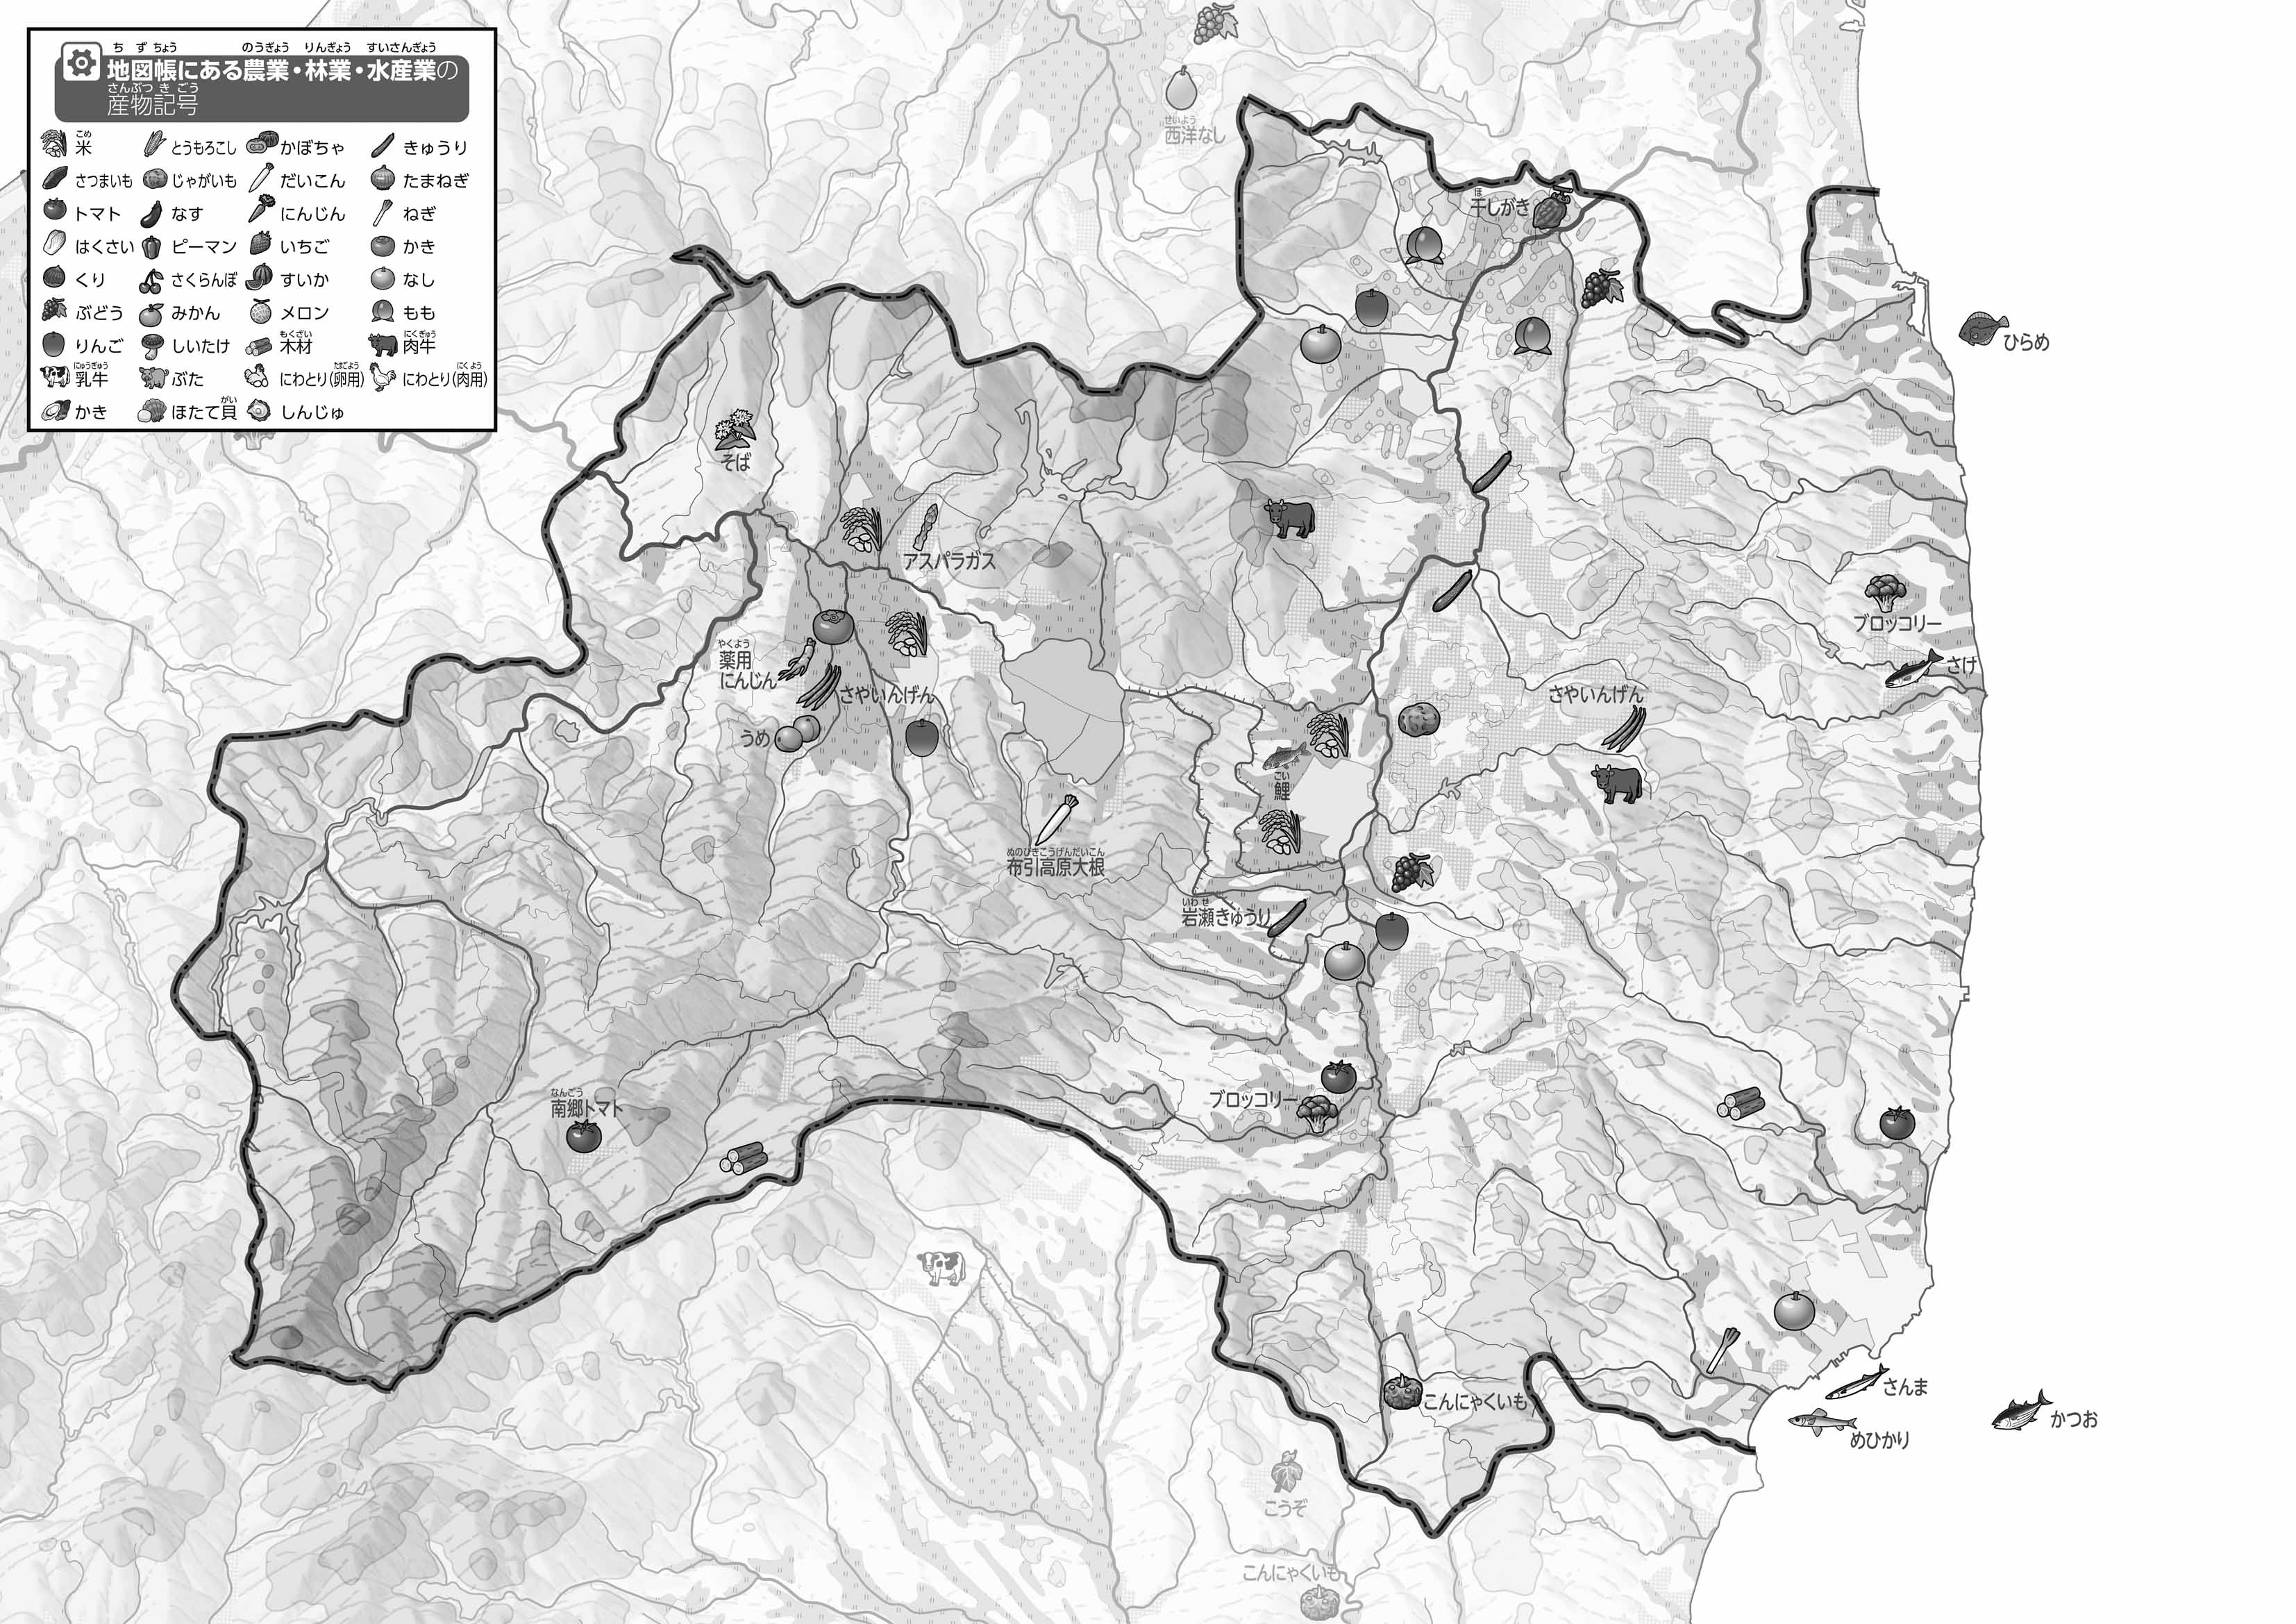 ち ず ちょう のうぎょう りんぎょう すいさんぎょう
地図帳にある農業・林業・水産業の
さんぶつ き ごう
産物記号
こめ
米 とうもろこし かぼちゃ きゅうり
さつまいも じゃがいも だいこん たまねぎ
トマト なす にんじん ねぎ
はくさい ピーマン いちご かき
くり さくらんぼ すいか なし
ぶどう みかん メロン もも
もくざい にくぎゅう
りんご しいたけ 木材 肉牛
にゅうぎゅう たまごよう にくよう
乳牛 ぶた にわとり(卵用) にわとり(肉用)
がい
かき ほたて貝 しんじゅ
せいよう
西洋なし
ほ
干しがき
ひらめ
そば
アスパラガス
ブロッコリー
さけ
やくよう
薬用
にんじん
さやいんげん
さやいんげん
うめ
こい
鯉
ぬのびきこうげんだいこん
布引高原大根
いわせ
岩瀬きゅうり
なんごう
南郷トマト
ブロッコリー
こんにゃくいも
さんま
めひかり
かつお
こうぞ
こんにゃくいも